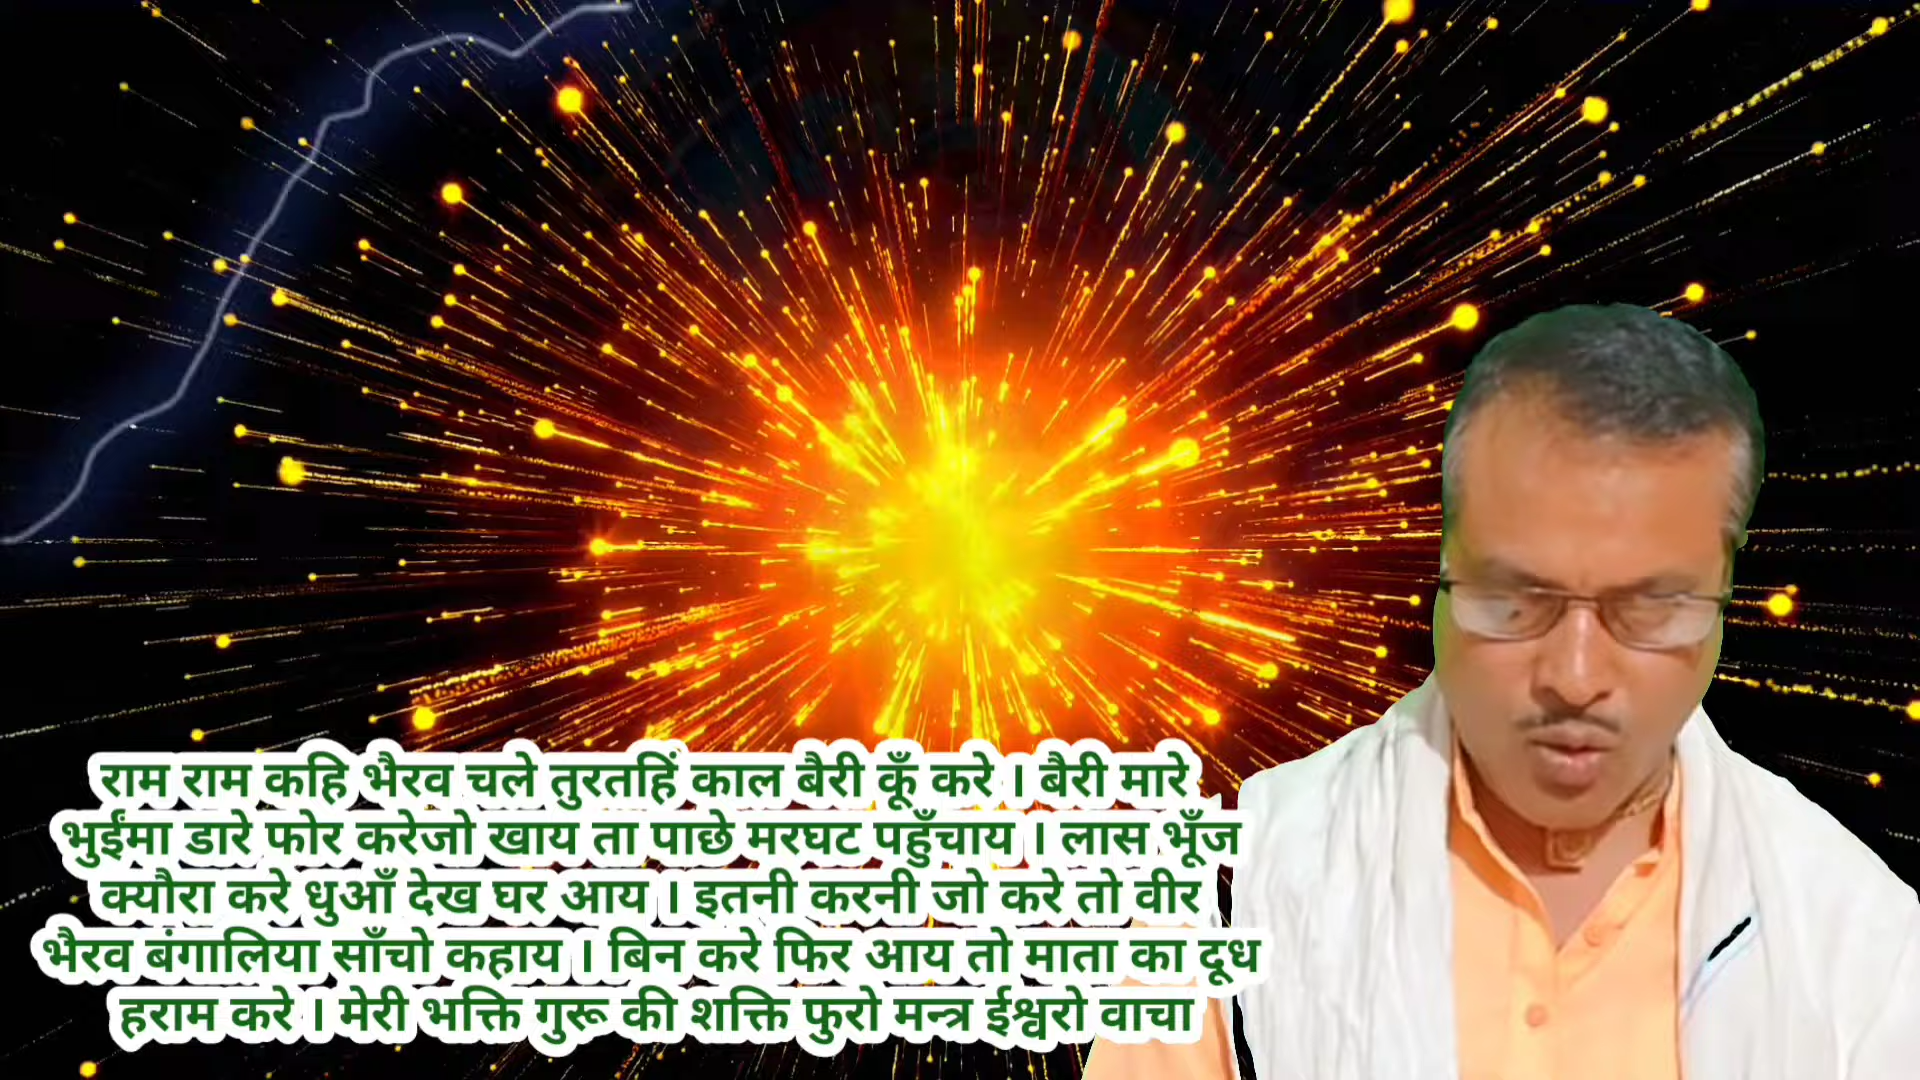 राम राम कहि भैरव चले तुरतहिं काल बैरी कूँ करे । बैरी मारे
भुईंमा डारे फोर करेजो खाय ता पाछे मरघट पहुँचाय । लास भूँज
क्यौरा करे धुआँ देख घर आय । इतनी करनी जो करे तो वीर
भैरव बंगालिया साँचो कहाय । बिन करे फिर आय तो माता का दूध
हराम करे । मेरी भक्ति गुरू की शक्ति फुरो मन्त्र ईश्वरो वाचा